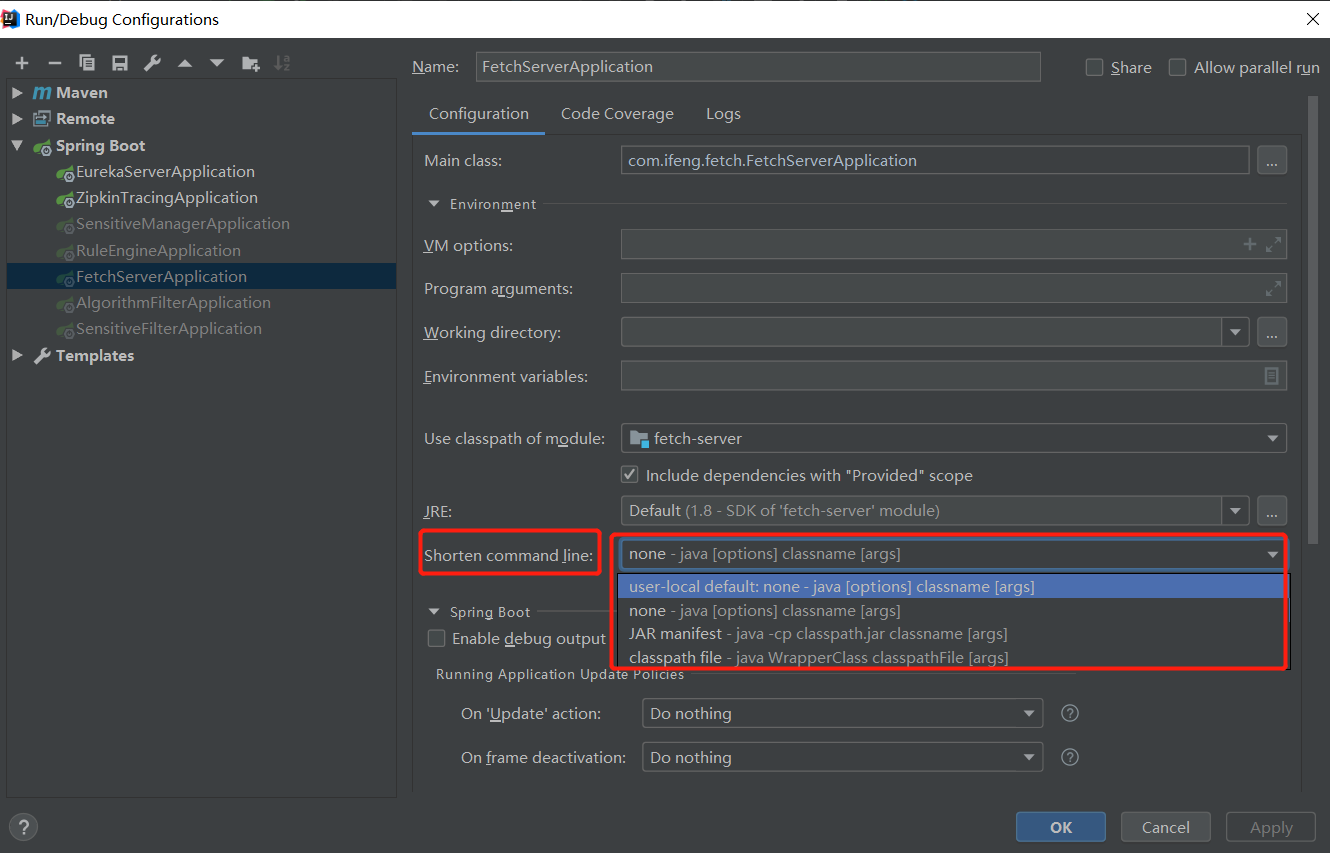 Run/Debug Configurations
Name: FetchServerApplication Share Allow parallel run
Maven
Remote
Spring Boot
EurekaServerApplication
ZipkinTracingApplication
SensitiveManagerApplication
RuleEngineApplication
FetchServerApplication
AlgorithmFilterApplication
SensitiveFilterApplication
Templates
Configuration Code Coverage Logs
Main class: com.ifeng.fetch.FetchServerApplication ...
Environment
VM options:
Program arguments:
Working directory: ...
Environment variables:
Use classpath of module: fetch-server
Include dependencies with "Provided" scope
JRE: Default (1.8 - SDK of 'fetch-server' module) ...
Shorten command line: none - java [options] classname [args]
user-local default: none - java [options] classname [args]
none - java [options] classname [args]
JAR manifest - java -cp classpath.jar classname [args]
classpath file - java WrapperClass classpathFile [args]
Spring Boot
Enable debug output
Running Application Update Policies
On 'Update' action: Do nothing ?
On frame deactivation: Do nothing ?
? OK Cancel Apply